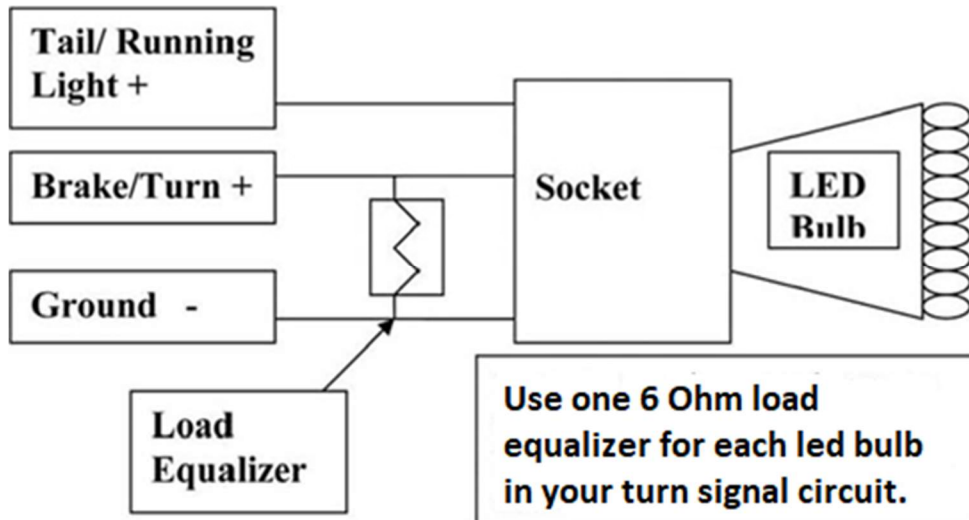 Tail/ Running
Light +
Brake/Turn +
Ground -
Socket
LED
Bulb
Load
Equalizer
Use one 6 Ohm load
equalizer for each led bulb
in your turn signal circuit.